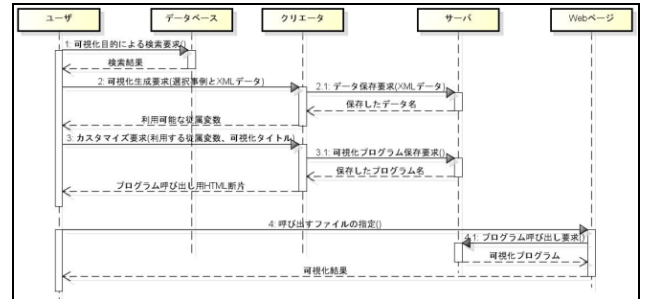 ユーザ
データベース
クリエータ
サーバ
Webページ
1: 可視化目的による検索要求()
検索結果
2: 可視化生成要求(選択事例とXMLデータ)
2.1: データ保存要求(XMLデータ)
保存したデータ名
利用可能な従属変数
3: カスタマイズ要求(利用する従属変数、可視化タイトル)
3.1: 可視化プログラム保存要求()
保存したプログラム名
プログラム呼び出し用HTML断片
4: 呼び出すファイルの指定()
4.1: プログラム呼び出し要求()
可視化プログラム
可視化結果